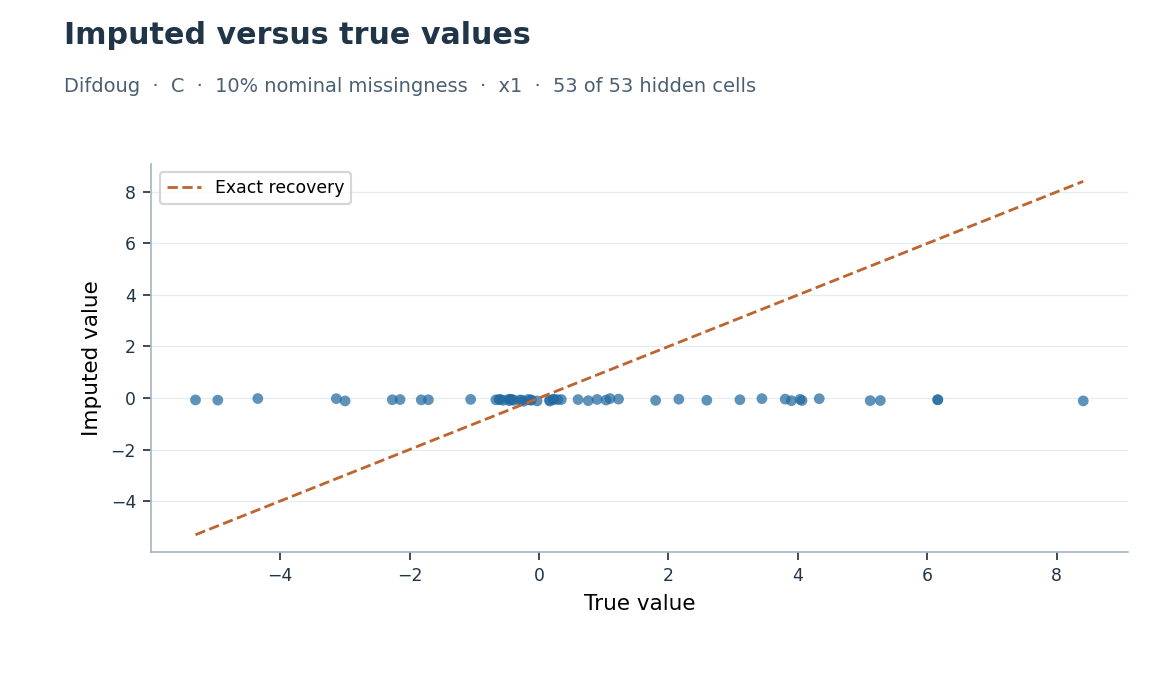 Imputed versus true values
Difdoug · C · 10% nominal missingness · x1 · 53 of 53 hidden cells
Exact recovery
8
6
4
2
0
−2
−4
Imputed value
−4 −2 0 2 4 6 8
True value